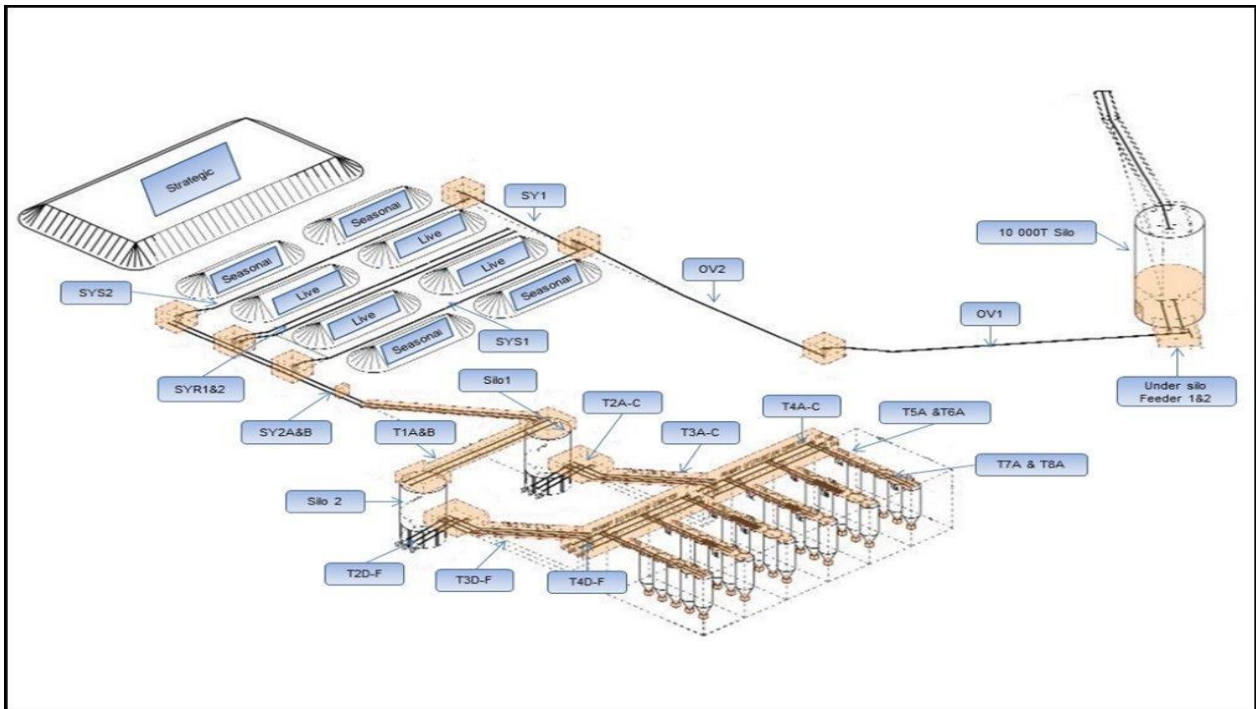 Strategic
SY1
Seasonal
Live
10 000T Silo
Seasonal
Live
OV2
SYS2
Live
Seasonal
OV1
Live
Seasonal
SYS1
SYR1&2
Silo1
Under silo
Feeder 1&2
T2A-C
T4A-C
T5A &T6A
SY2A&B
T1A&B
T3A-C
T7A & T8A
Silo 2
T2D-F
T3D-F
T4D-F